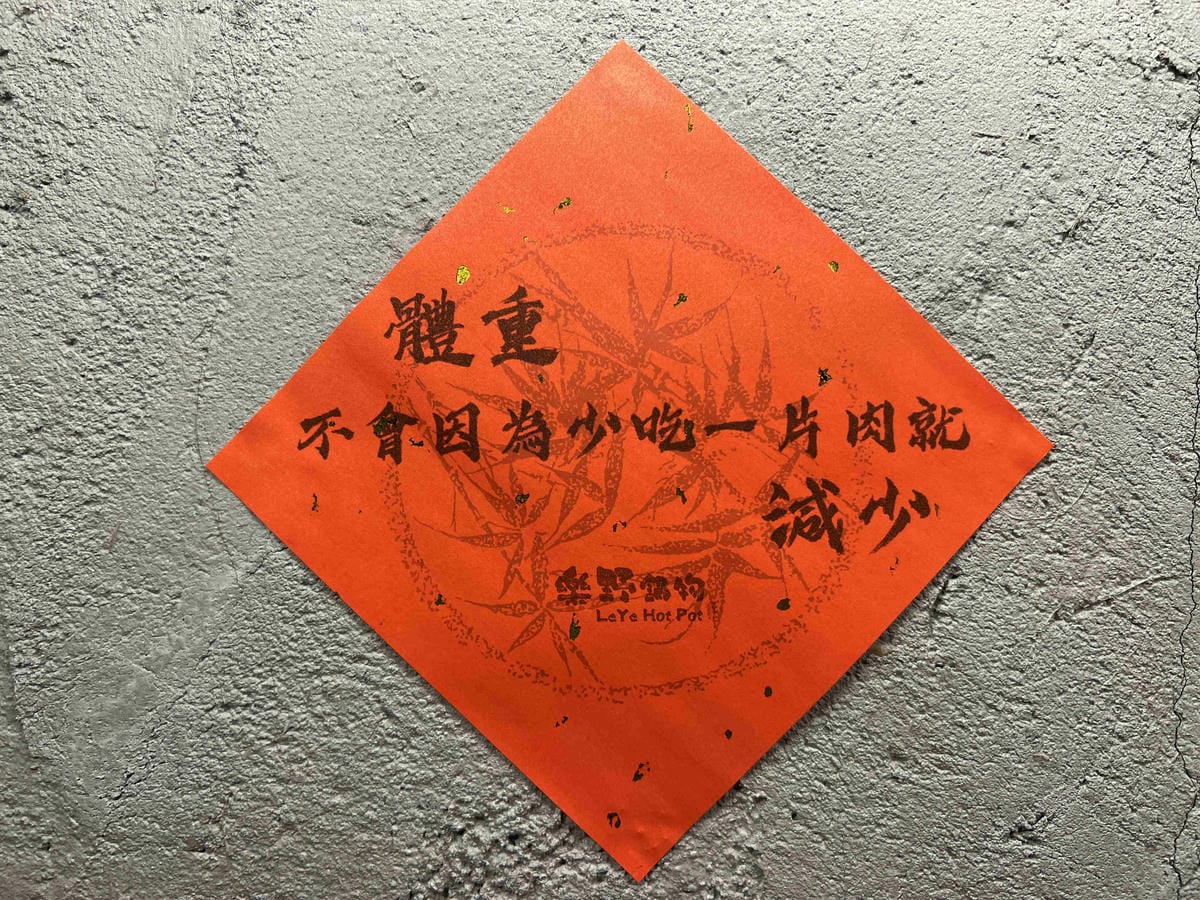 體重
不會因為少吃一片肉就
減少
樂野鍋物
LeYe Hot Pot